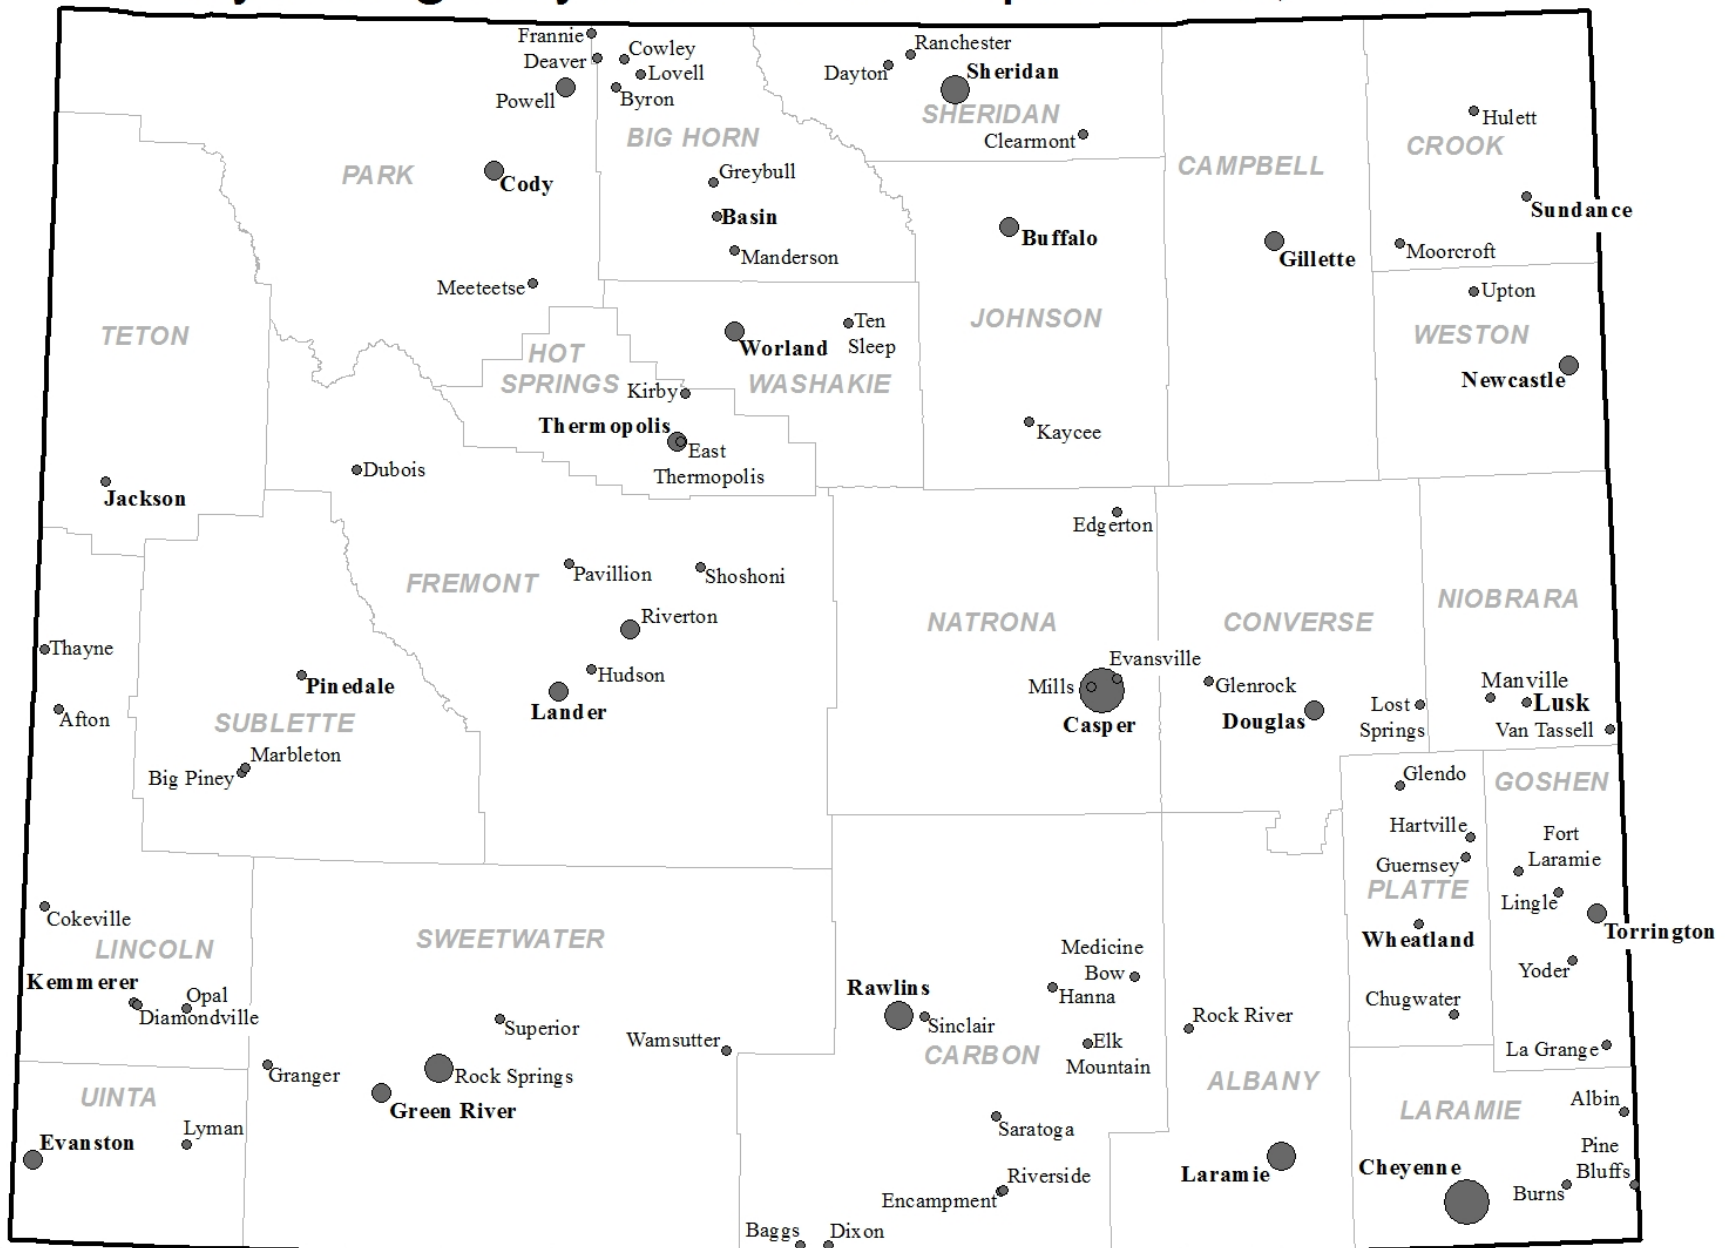 Frannie
Deaver
Cowley
Lovell
Powell
Byron
Ranchester
Dayton
Sheridan
SHERIDAN
Clearmont
BIG HORN
Hulett
CROOK
PARK
Cody
Greybull
CAMPBELL
Basin
Sundance
Buffalo
Manderson
Gillette
Moorcroft
Meeteetse
Upton
TETON
JOHNSON
WESTON
Ten
Sleep
Worland
HOT
SPRINGS
WASHAKIE
Kirby
Newcastle
Thermopolis
East
Thermopolis
Kaycee
Dubois
Jackson
Edgerton
FREMONT
Pavillion
Shoshoni
Riverton
NATRONA
CONVERSE
NIOBRARA
Thayne
Hudson
Evansville
Mills
Casper
Glenrock
Douglas
Lost
Springs
Manville
Lusk
Van Tassell
Pinedale
Lander
Afton
SUBLETTE
Marbleton
Big Piney
Glendo
GOSHEN
Hartville
Guernsey
PLATTE
Fort
Laramie
Lingle
Torrington
Wheatland
Yoder
Chugwater
La Grange
Cokeville
LINCOLN
SWEETWATER
Kemmerer
Opal
Diamondville
Superior
Wamsutter
Rawlins
Sinclair
CARBON
Medicine
Bow
Hanna
Elk
Mountain
Rock River
ALBANY
Granger
Rock Springs
Green River
UINTA
Lyman
Evanston
Saratoga
Riverside
Encampment
Baggs
Dixon
Laramie
LARAMIE
Cheyenne
Albin
Pine
Bluffs
Burns